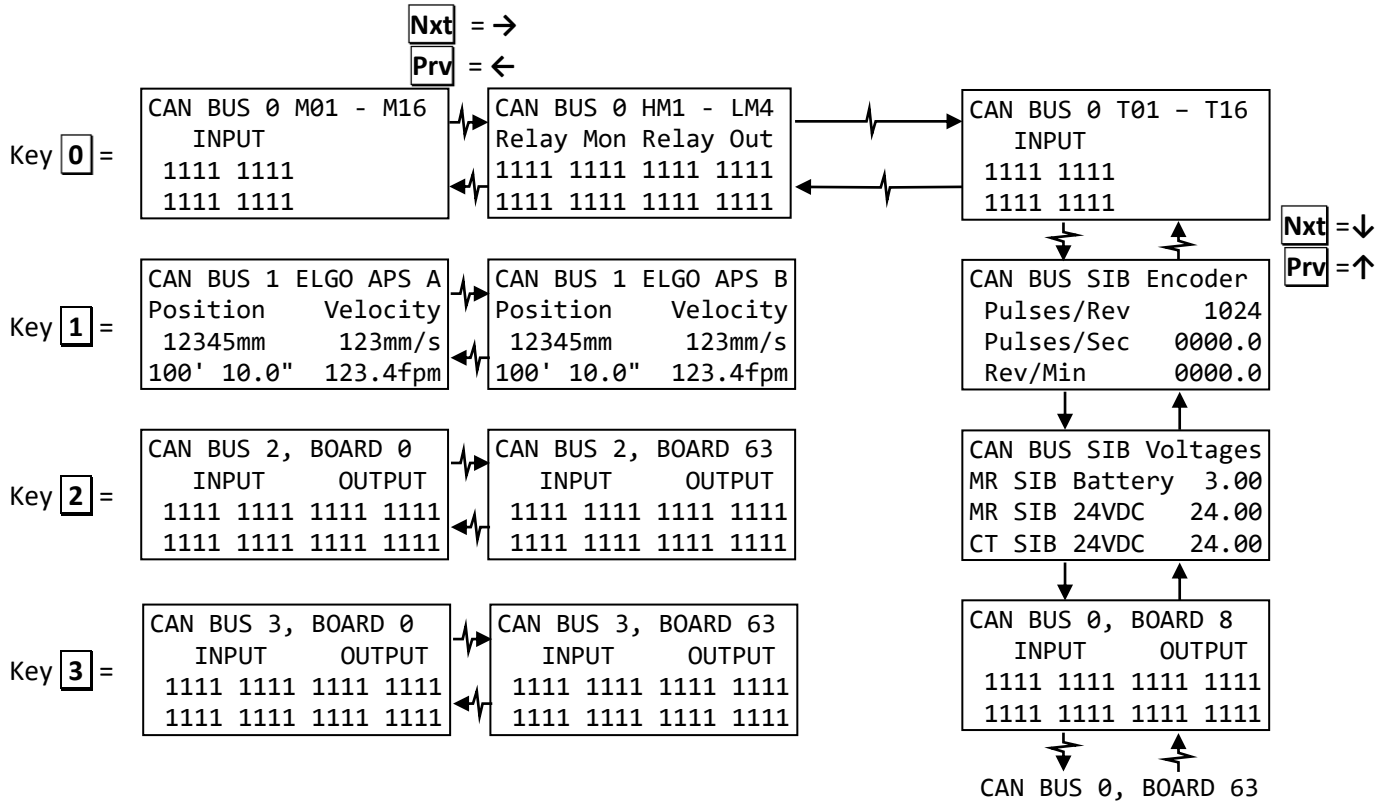 Nxt = →
Prv = ←
Key 0 =
CAN BUS 0 M01 - M16
INPUT
1111 1111
1111 1111
CAN BUS 0 HM1 - LM4
Relay Mon Relay Out
1111 1111 1111 1111
1111 1111 1111 1111
CAN BUS 0 T01 – T16
INPUT
1111 1111
1111 1111
Nxt =↓
Prv =↑
Key 1 =
CAN BUS 1 ELGO APS A
Position Velocity
12345mm 123mm/s
100' 10.0" 123.4fpm
CAN BUS 1 ELGO APS B
Position Velocity
12345mm 123mm/s
100' 10.0" 123.4fpm
CAN BUS SIB Encoder
Pulses/Rev 1024
Pulses/Sec 0000.0
Rev/Min 0000.0
Key 2 =
CAN BUS 2, BOARD 0
INPUT OUTPUT
1111 1111 1111 1111
1111 1111 1111 1111
CAN BUS 2, BOARD 63
INPUT OUTPUT
1111 1111 1111 1111
1111 1111 1111 1111
CAN BUS SIB Voltages
MR SIB Battery 3.00
MR SIB 24VDC 24.00
CT SIB 24VDC 24.00
Key 3 =
CAN BUS 3, BOARD 0
INPUT OUTPUT
1111 1111 1111 1111
1111 1111 1111 1111
CAN BUS 3, BOARD 63
INPUT OUTPUT
1111 1111 1111 1111
1111 1111 1111 1111
CAN BUS 0, BOARD 8
INPUT OUTPUT
1111 1111 1111 1111
1111 1111 1111 1111
CAN BUS 0, BOARD 63